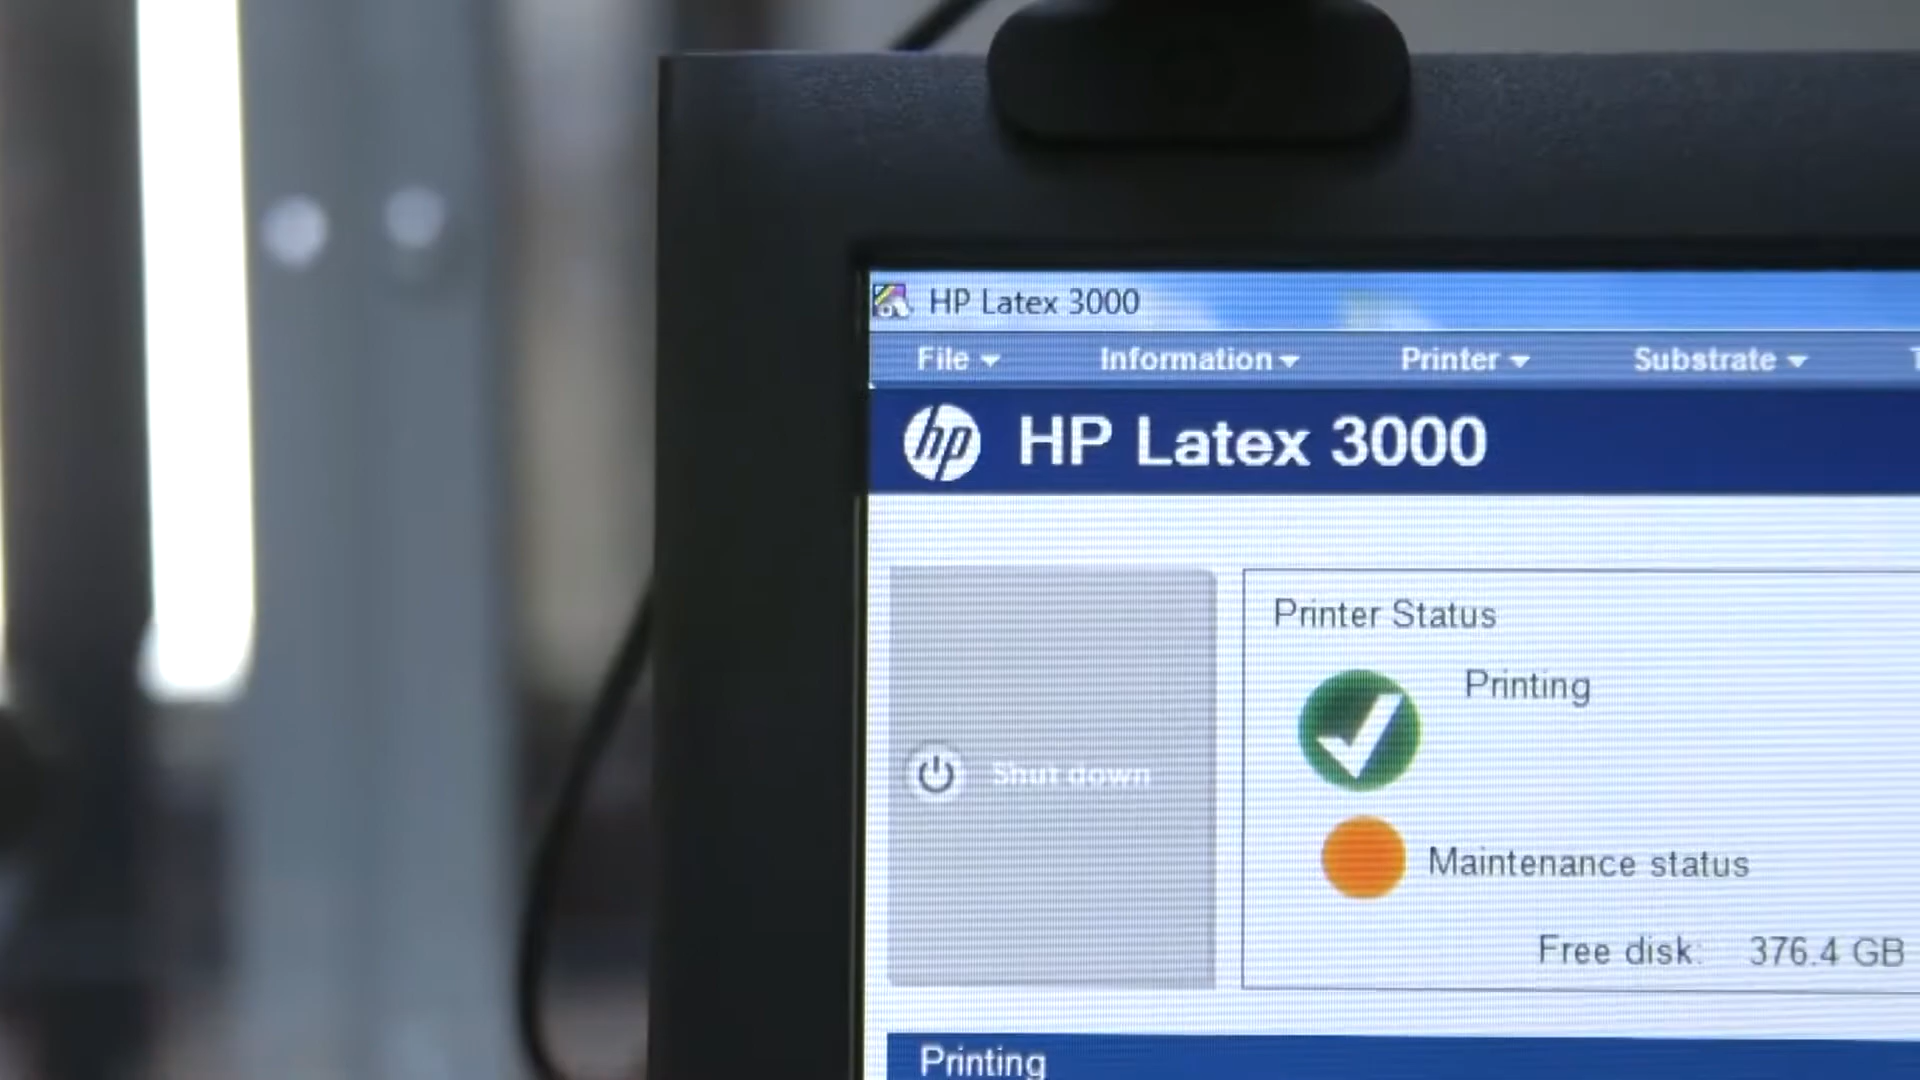 HP Latex 3000
File Information Printer Substrate
hp HP Latex 3000
Printer Status
Printing
Shut down
Maintenance status
Free disk: 376.4 GB
Printing